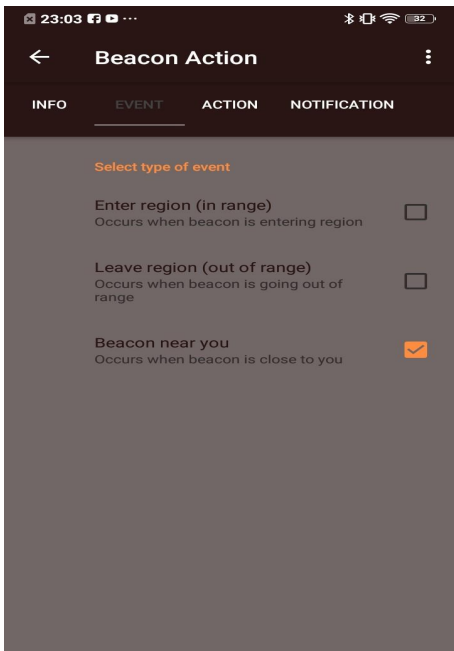 23:03
32
Beacon Action
INFO EVENT ACTION NOTIFICATION
Select type of event
Enter region (in range)
Occurs when beacon is entering region
Leave region (out of range)
Occurs when beacon is going out of
range
Beacon near you
Occurs when beacon is close to you